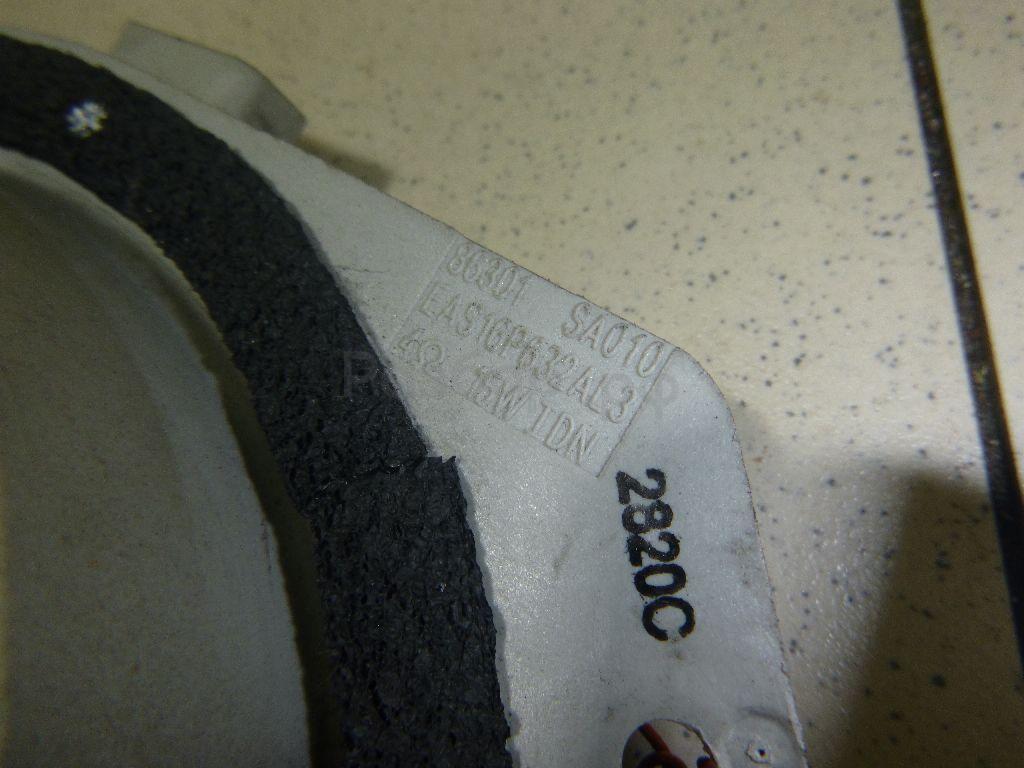 86301 SA010
EAS16P632AL3
4Ω 15W IDN
2820C